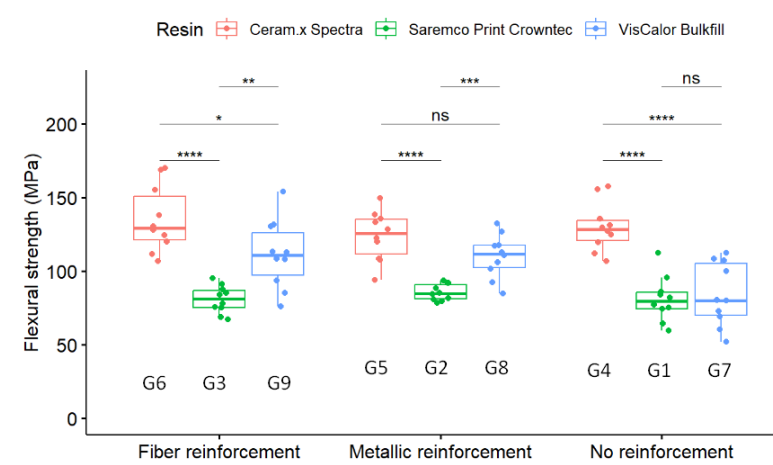 Resin Ceram.x Spectra Saremco Print Crowntec VisCalor Bulkfill
** *** ns
* ns ****
**** **** ****
Flexural strength (MPa)
200
150
100
50
0
G6 G3 G9 G5 G2 G8 G4 G1 G7
Fiber reinforcement Metallic reinforcement No reinforcement